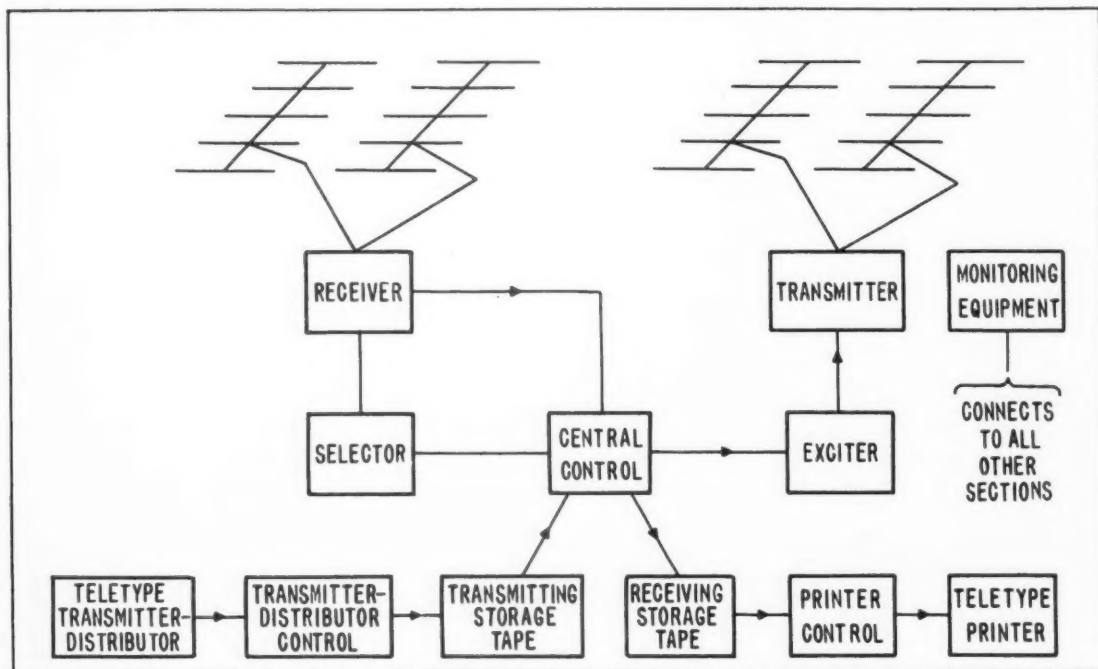 RECEIVER
TRANSMITTER
MONITORING
EQUIPMENT
SELECTOR
CENTRAL
CONTROL
EXCITER
CONNECTS
TO ALL
OTHER
SECTIONS
TELETYPE
TRANSMITTER-
DISTRIBUTOR
TRANSMITTER-
DISTRIBUTOR
CONTROL
TRANSMITTING
STORAGE
TAPE
RECEIVING
STORAGE
TAPE
PRINTER
CONTROL
TELETYPE
PRINTER